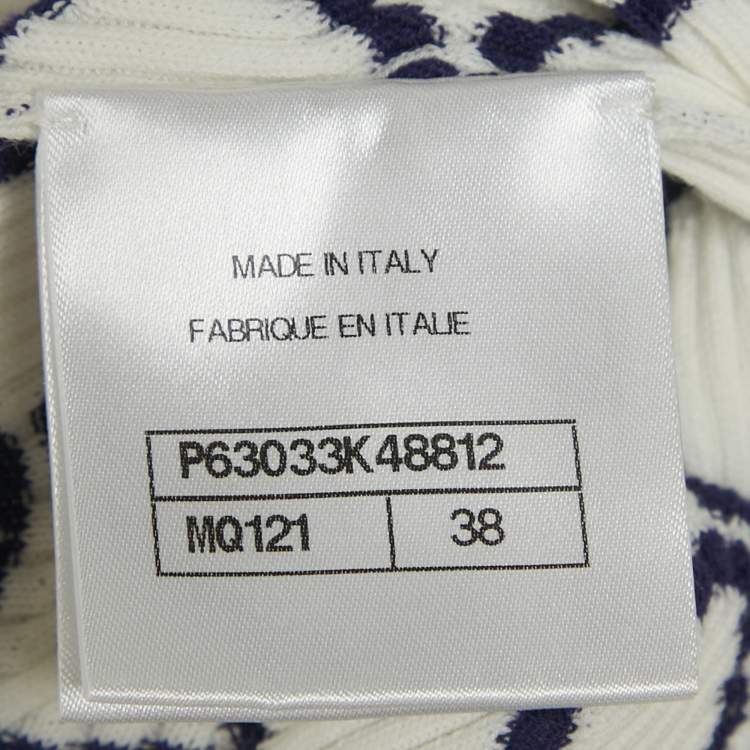 MADE IN ITALY
FABRIQUE EN ITALIE
P63033K48812
MQ121 38